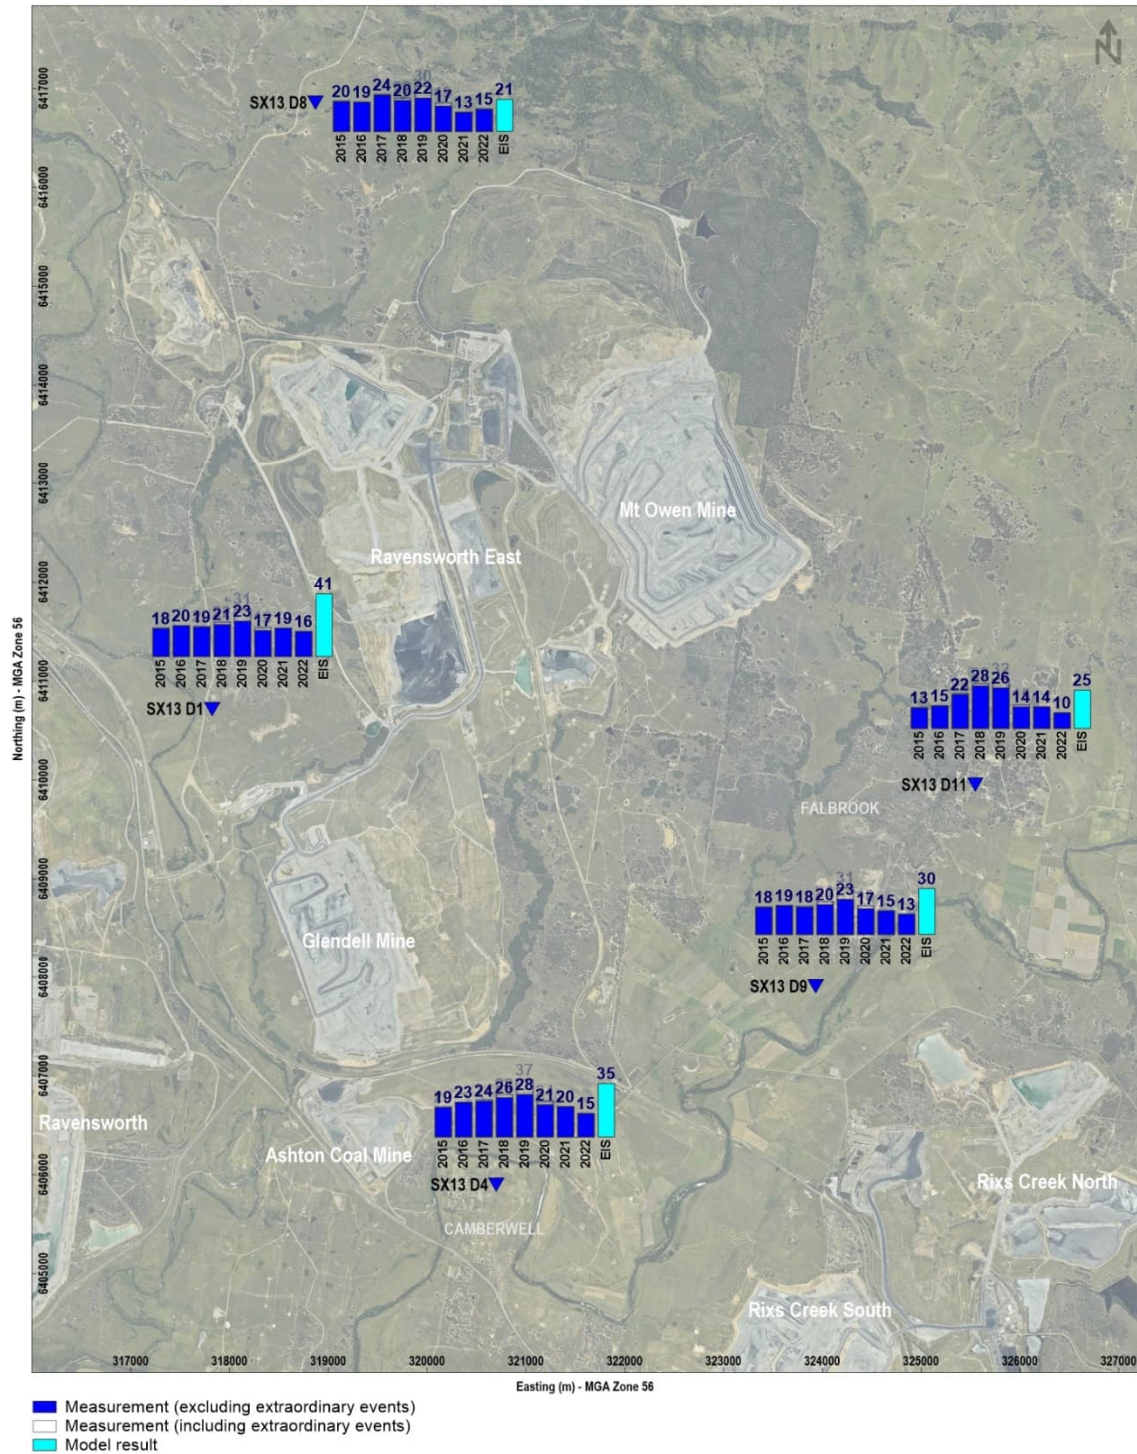 N
6417000
30
SX13 D8
20 19 24 20 22 17 13 15 21
2015 2016 2017 2018 2019 2020 2021 2022 EIS
6416000
6415000
6414000
6413000
Mt Owen Mine
Ravensworth East
6412000
31
41
18 20 19 21 23 17 19 16
2015 2016 2017 2018 2019 2020 2021 2022 EIS
SX13 D1
6411000
32
13 15 22 28 26 14 14 10 25
2015 2016 2017 2018 2019 2020 2021 2022 EIS
SX13 D11
Northing (m) - MGA Zone 56
6410000
FALBROOK
6409000
31
18 19 18 20 23 17 15 13 30
2015 2016 2017 2018 2019 2020 2021 2022 EIS
Glendell Mine
SX13 D9
6408000
6407000
37
19 23 24 26 28 21 20 15 35
2015 2016 2017 2018 2019 2020 2021 2022 EIS
Ravensworth
Ashton Coal Mine
SX13 D4
6406000
Rixs Creek North
CAMBERWELL
6405000
Rixs Creek South
317000 318000 319000 320000 321000 322000 323000 324000 325000 326000 327000
Easting (m) - MGA Zone 56
Measurement (excluding extraordinary events)
Measurement (including extraordinary events)
Model result